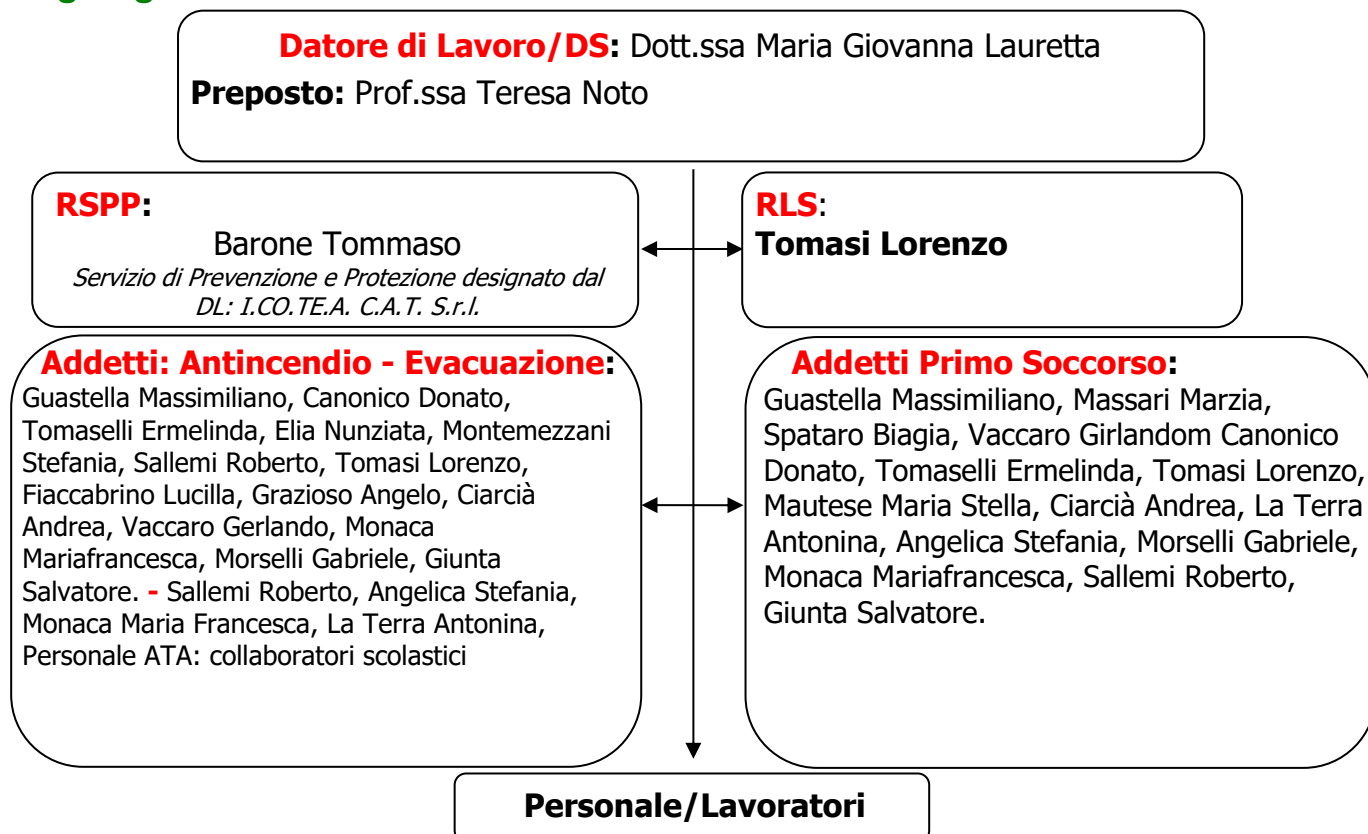 Datore di Lavoro/DS: Dott.ssa Maria Giovanna Lauretta
Preposto: Prof.ssa Teresa Noto
RSPP:
Barone Tommaso
Servizio di Prevenzione e Protezione designato dal
DL: I.CO.TE.A. C.A.T. S.r.l.
RLS:
Tomasi Lorenzo
Addetti: Antincendio - Evacuazione:
Guastella Massimiliano, Canonico Donato,
Tomaselli Ermelinda, Elia Nunziata, Montemezzani
Stefania, Sallemi Roberto, Tomasi Lorenzo,
Fiaccabrino Lucilla, Grazioso Angelo, Ciarcià
Andrea, Vaccaro Gerlando, Monaca
Mariafrancesca, Morselli Gabriele, Giunta
Salvatore. - Sallemi Roberto, Angelica Stefania,
Monaca Maria Francesca, La Terra Antonina,
Personale ATA: collaboratori scolastici
Addetti Primo Soccorso:
Guastella Massimiliano, Massari Marzia,
Spataro Biagia, Vaccaro Girlandom Canonico
Donato, Tomaselli Ermelinda, Tomasi Lorenzo,
Mautese Maria Stella, Ciarcià Andrea, La Terra
Antonina, Angelica Stefania, Morselli Gabriele,
Monaca Mariafrancesca, Sallemi Roberto,
Giunta Salvatore.
Personale/Lavoratori